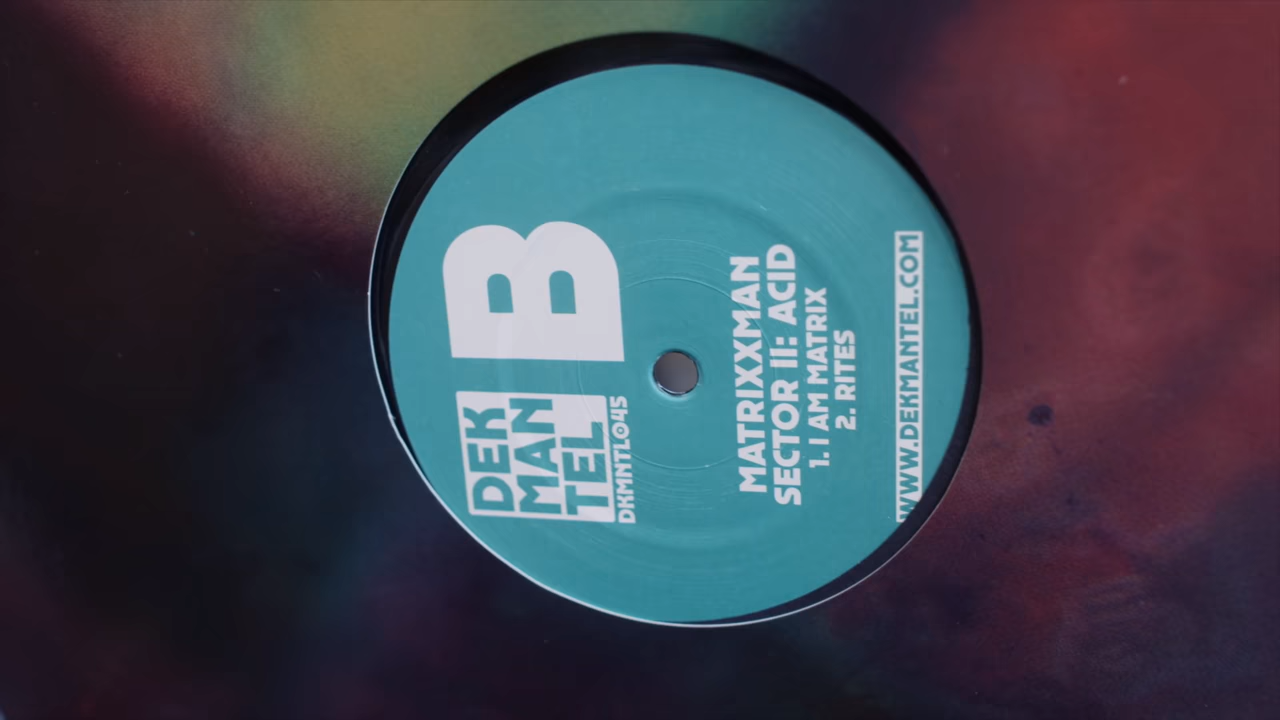 B
DEK
MAN
TEL
DKMNTL045
MATRIXXMAN
SECTOR II: ACID
1. I AM MATRIX
2. RITES
WWW.DEKMANTEL.COM